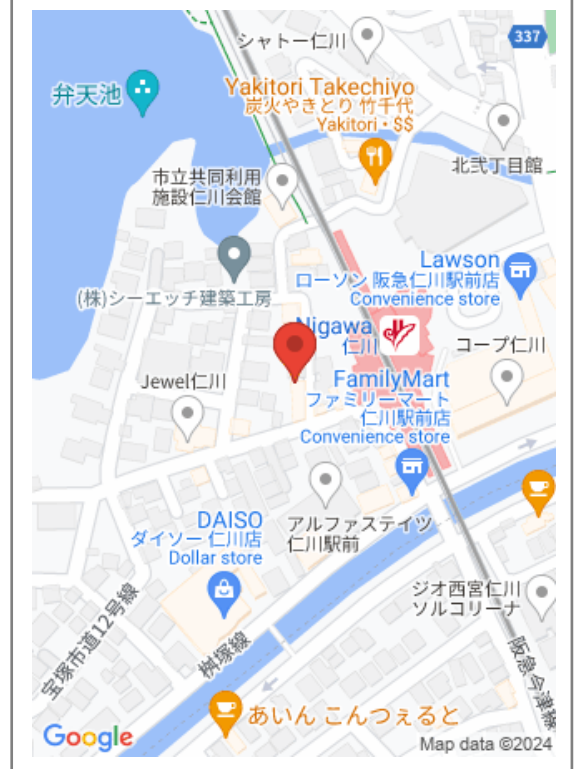 シャトー仁川
337
弁天池
Yakitori Takechiyo
炭火やきとり 竹千代
Yakitori・$$
北弐丁目館
市立共同利用
施設仁川会館
Lawson
ローソン 阪急仁川駅前店
Convenience store
(株)シーエッチ建築工房
Nigawa
仁川
コープ仁川
Jewel仁川
FamilyMart
ファミリーマート
仁川駅前店
Convenience store
DAISO
ダイソー 仁川店
Dollar store
アルファステイツ
仁川駅前
ジオ西宮仁川
ソルコリーナ
宝塚市道12号線
桝塚線
阪急今津線
あいん こんつぇると
Google
Map data ©2024